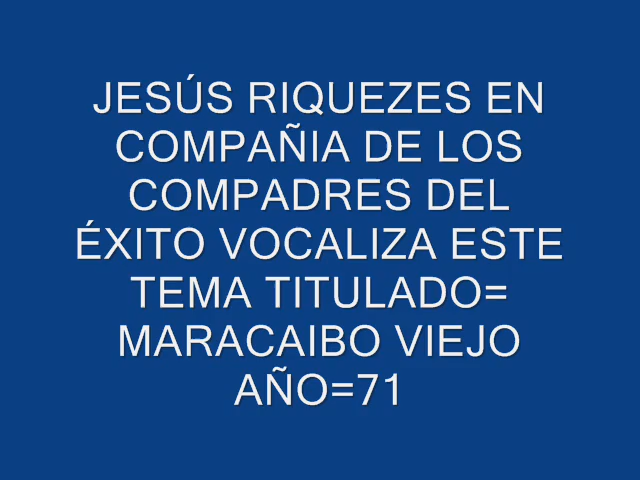 JESÚS RIQUEZES EN
COMPAÑIA DE LOS
COMPADRES DEL
ÉXITO VOCALIZA ESTE
TEMA TITULADO=
MARACAIBO VIEJO
AÑO=71